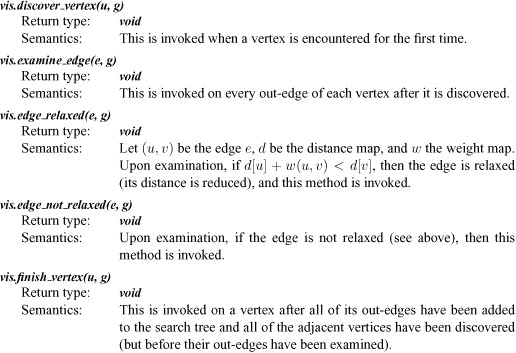 vis.discover_vertex(u, g)
Return type: void
Semantics: This is invoked when a vertex is encountered for the first time.
vis.examine_edge(e, g)
Return type: void
Semantics: This is invoked on every out-edge of each vertex after it is discovered.
vis.edge_relaxed(e, g)
Return type: void
Semantics: Let (u, v) be the edge e, d be the distance map, and w the weight map.
Upon examination, if d[u] + w(u, v) < d[v], then the edge is relaxed
(its distance is reduced), and this method is invoked.
vis.edge_not_relaxed(e, g)
Return type: void
Semantics: Upon examination, if the edge is not relaxed (see above), then this
method is invoked.
vis.finish_vertex(u, g)
Return type: void
Semantics: This is invoked on a vertex after all of its out-edges have been added
to the search tree and all of the adjacent vertices have been discovered
(but before their out-edges have been examined).